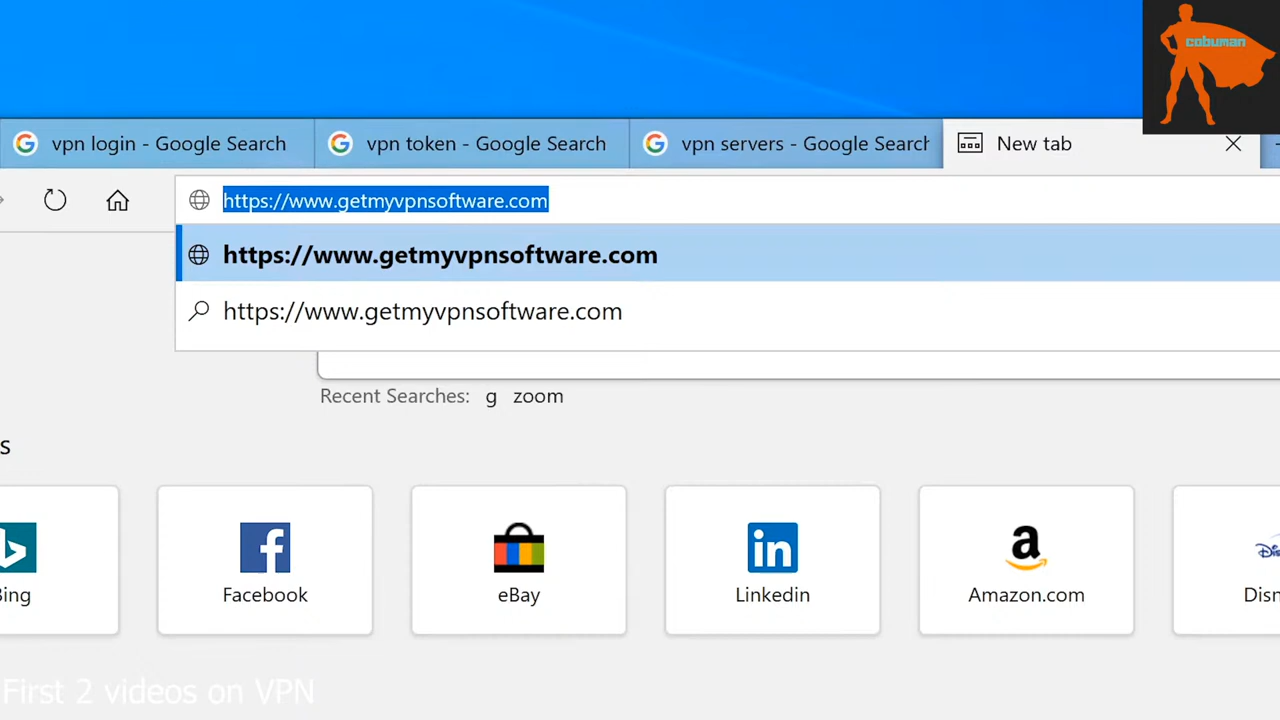 cobuman
vpn login - Google Search
vpn token - Google Search
vpn servers - Google Search
New tab
https://www.getmyvpnsoftware.com
https://www.getmyvpnsoftware.com
https://www.getmyvpnsoftware.com
Recent Searches: g zoom
s
Bing
Facebook
eBay
Linkedin
Amazon.com
Disn
First 2 videos on VPN